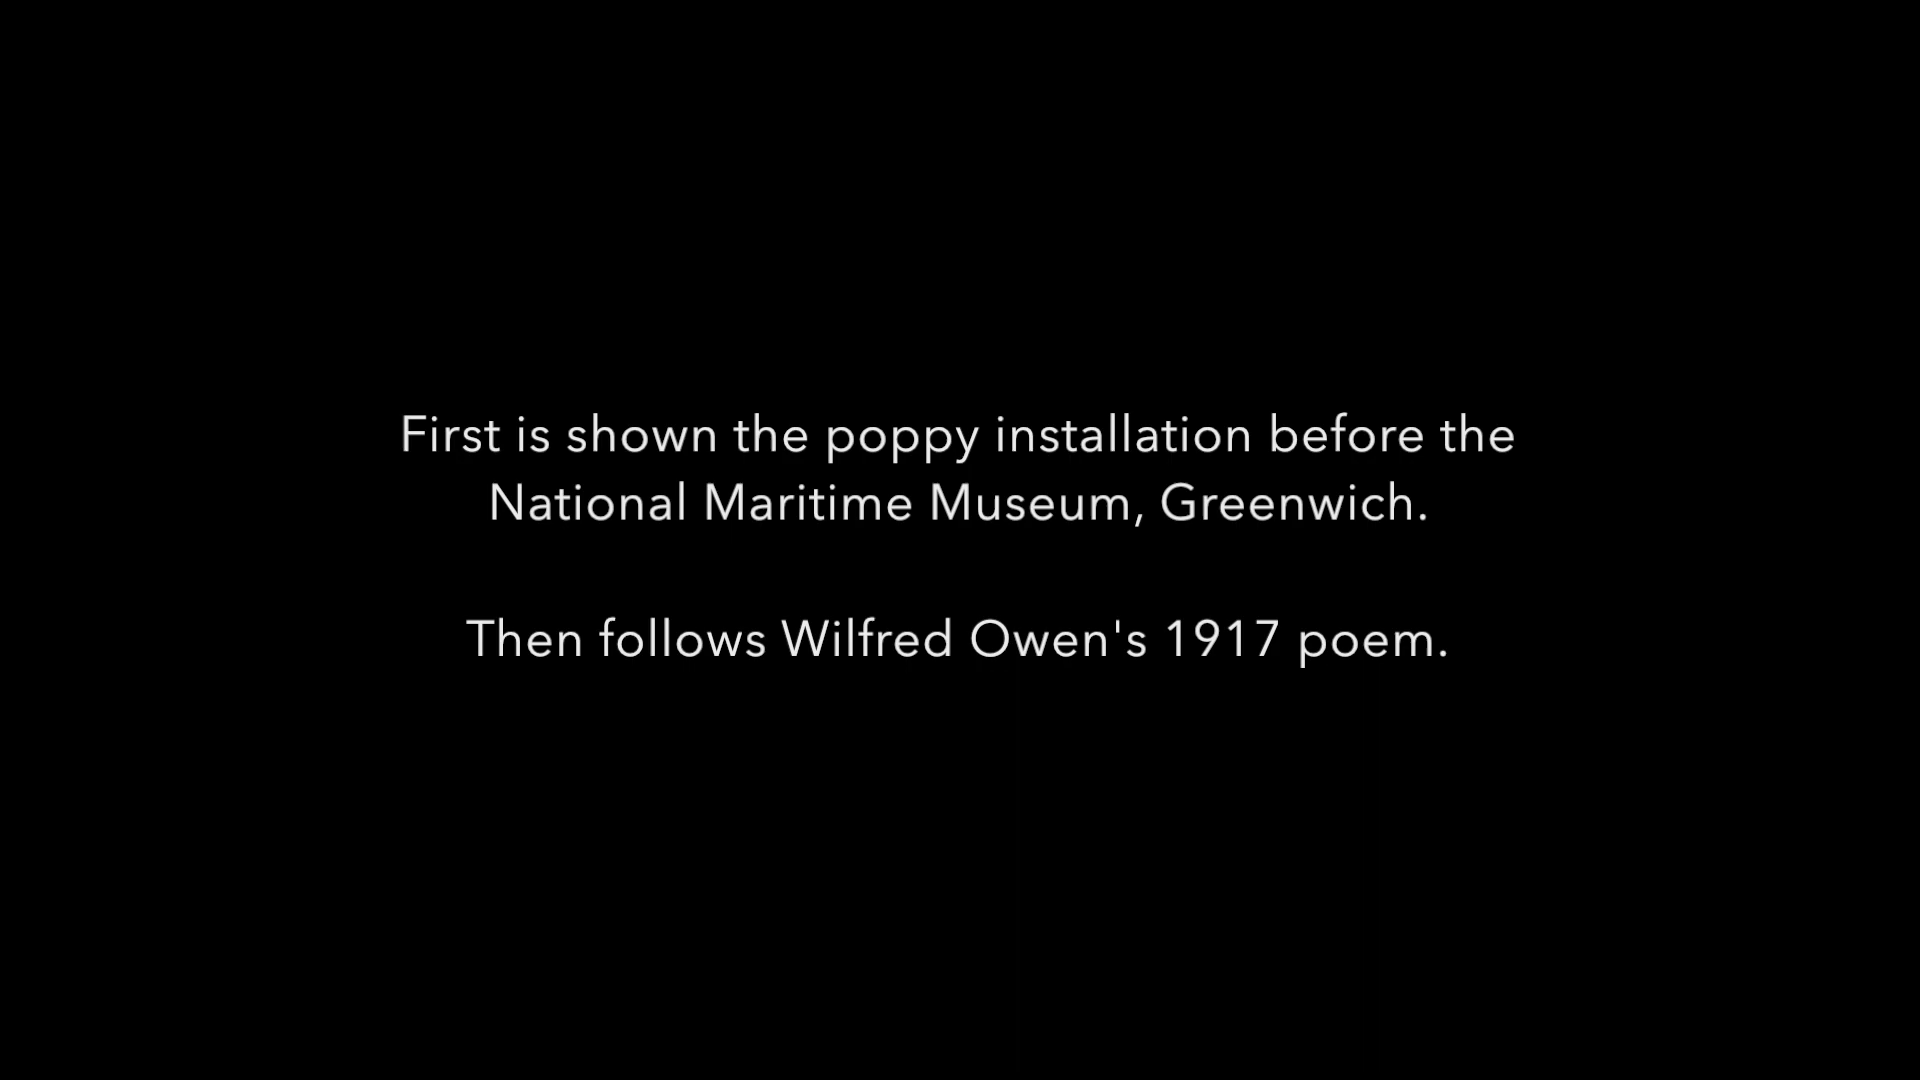 First is shown the poppy installation before the
National Maritime Museum, Greenwich.
Then follows Wilfred Owen's 1917 poem.